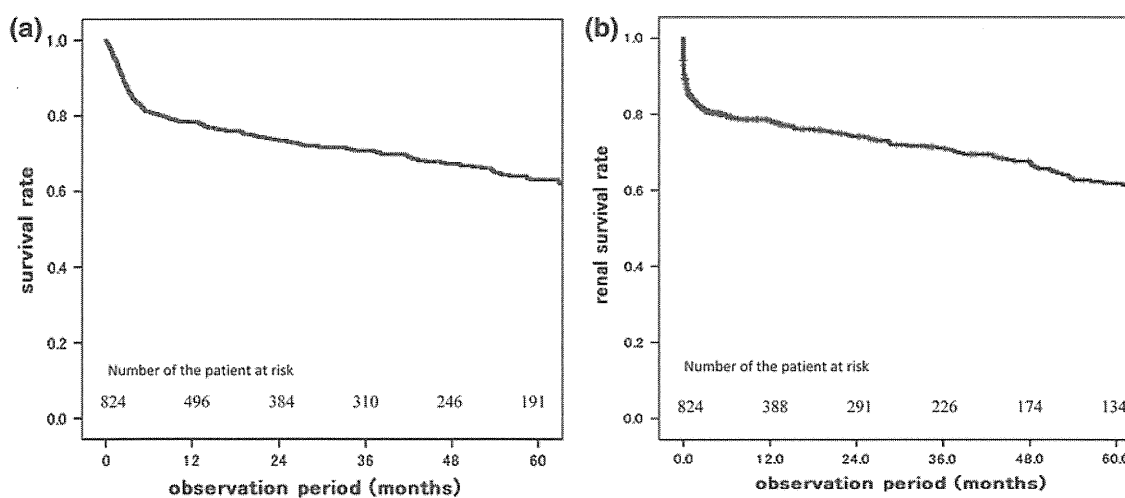 (a)
survival rate
1.0
0.8
0.6
0.4
0.2
0.0
Number of the patient at risk
824 496 384 310 246 191
0 12 24 36 48 60
observation period (months)
(b)
renal survival rate
1.0
0.8
0.6
0.4
0.2
0.0
Number of the patient at risk
824 388 291 226 174 134
0.0 12.0 24.0 36.0 48.0 60.0
observation period (months)